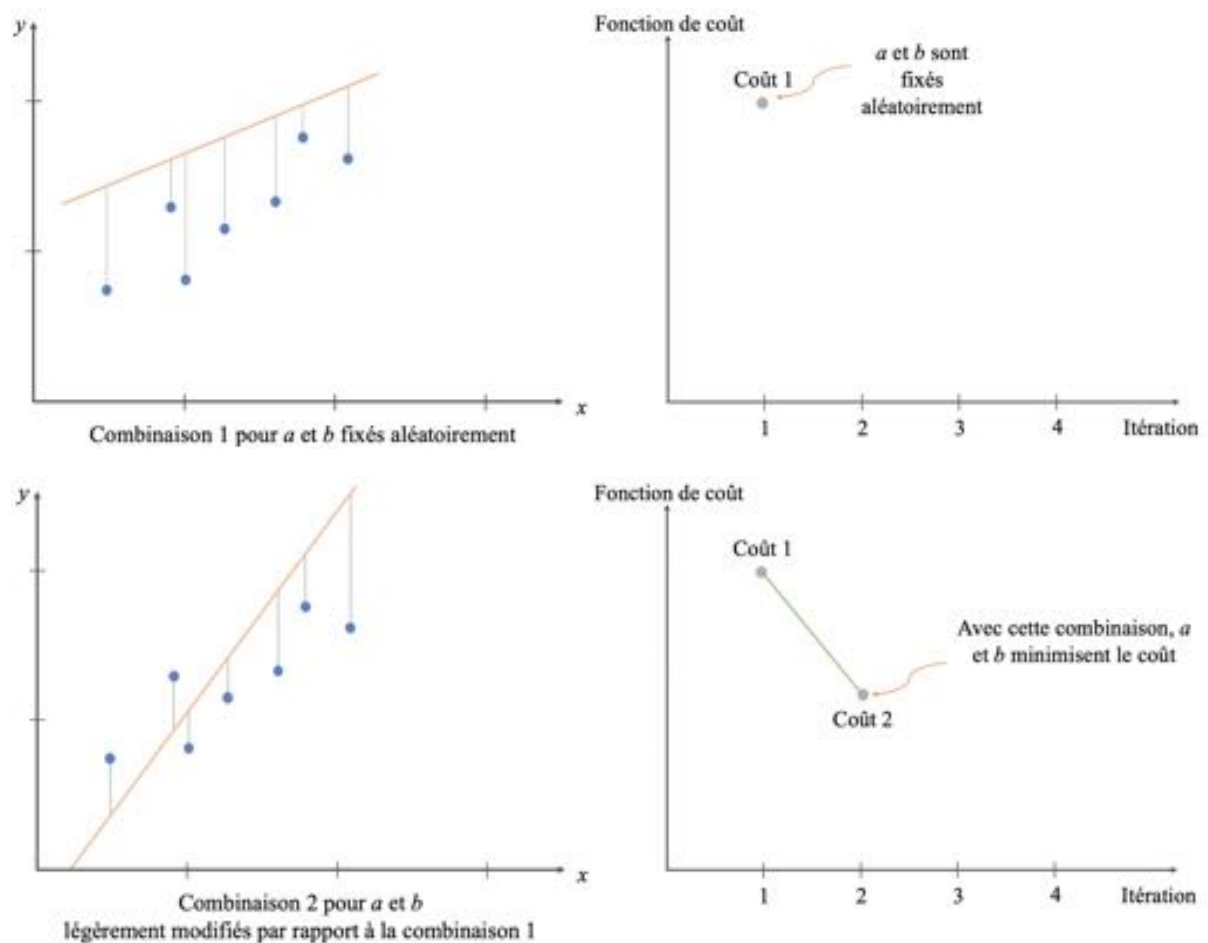 y
x
Combinaison 1 pour a et b fixés aléatoirement
Fonction de coût
Coût 1
a et b sont
fixés
aléatoirement
1 2 3 4 Itération
y
x
Combinaison 2 pour a et b
légèrement modifiés par rapport à la combinaison 1
Fonction de coût
Coût 1
Avec cette combinaison, a
et b minimisent le coût
Coût 2
1 2 3 4 Itération